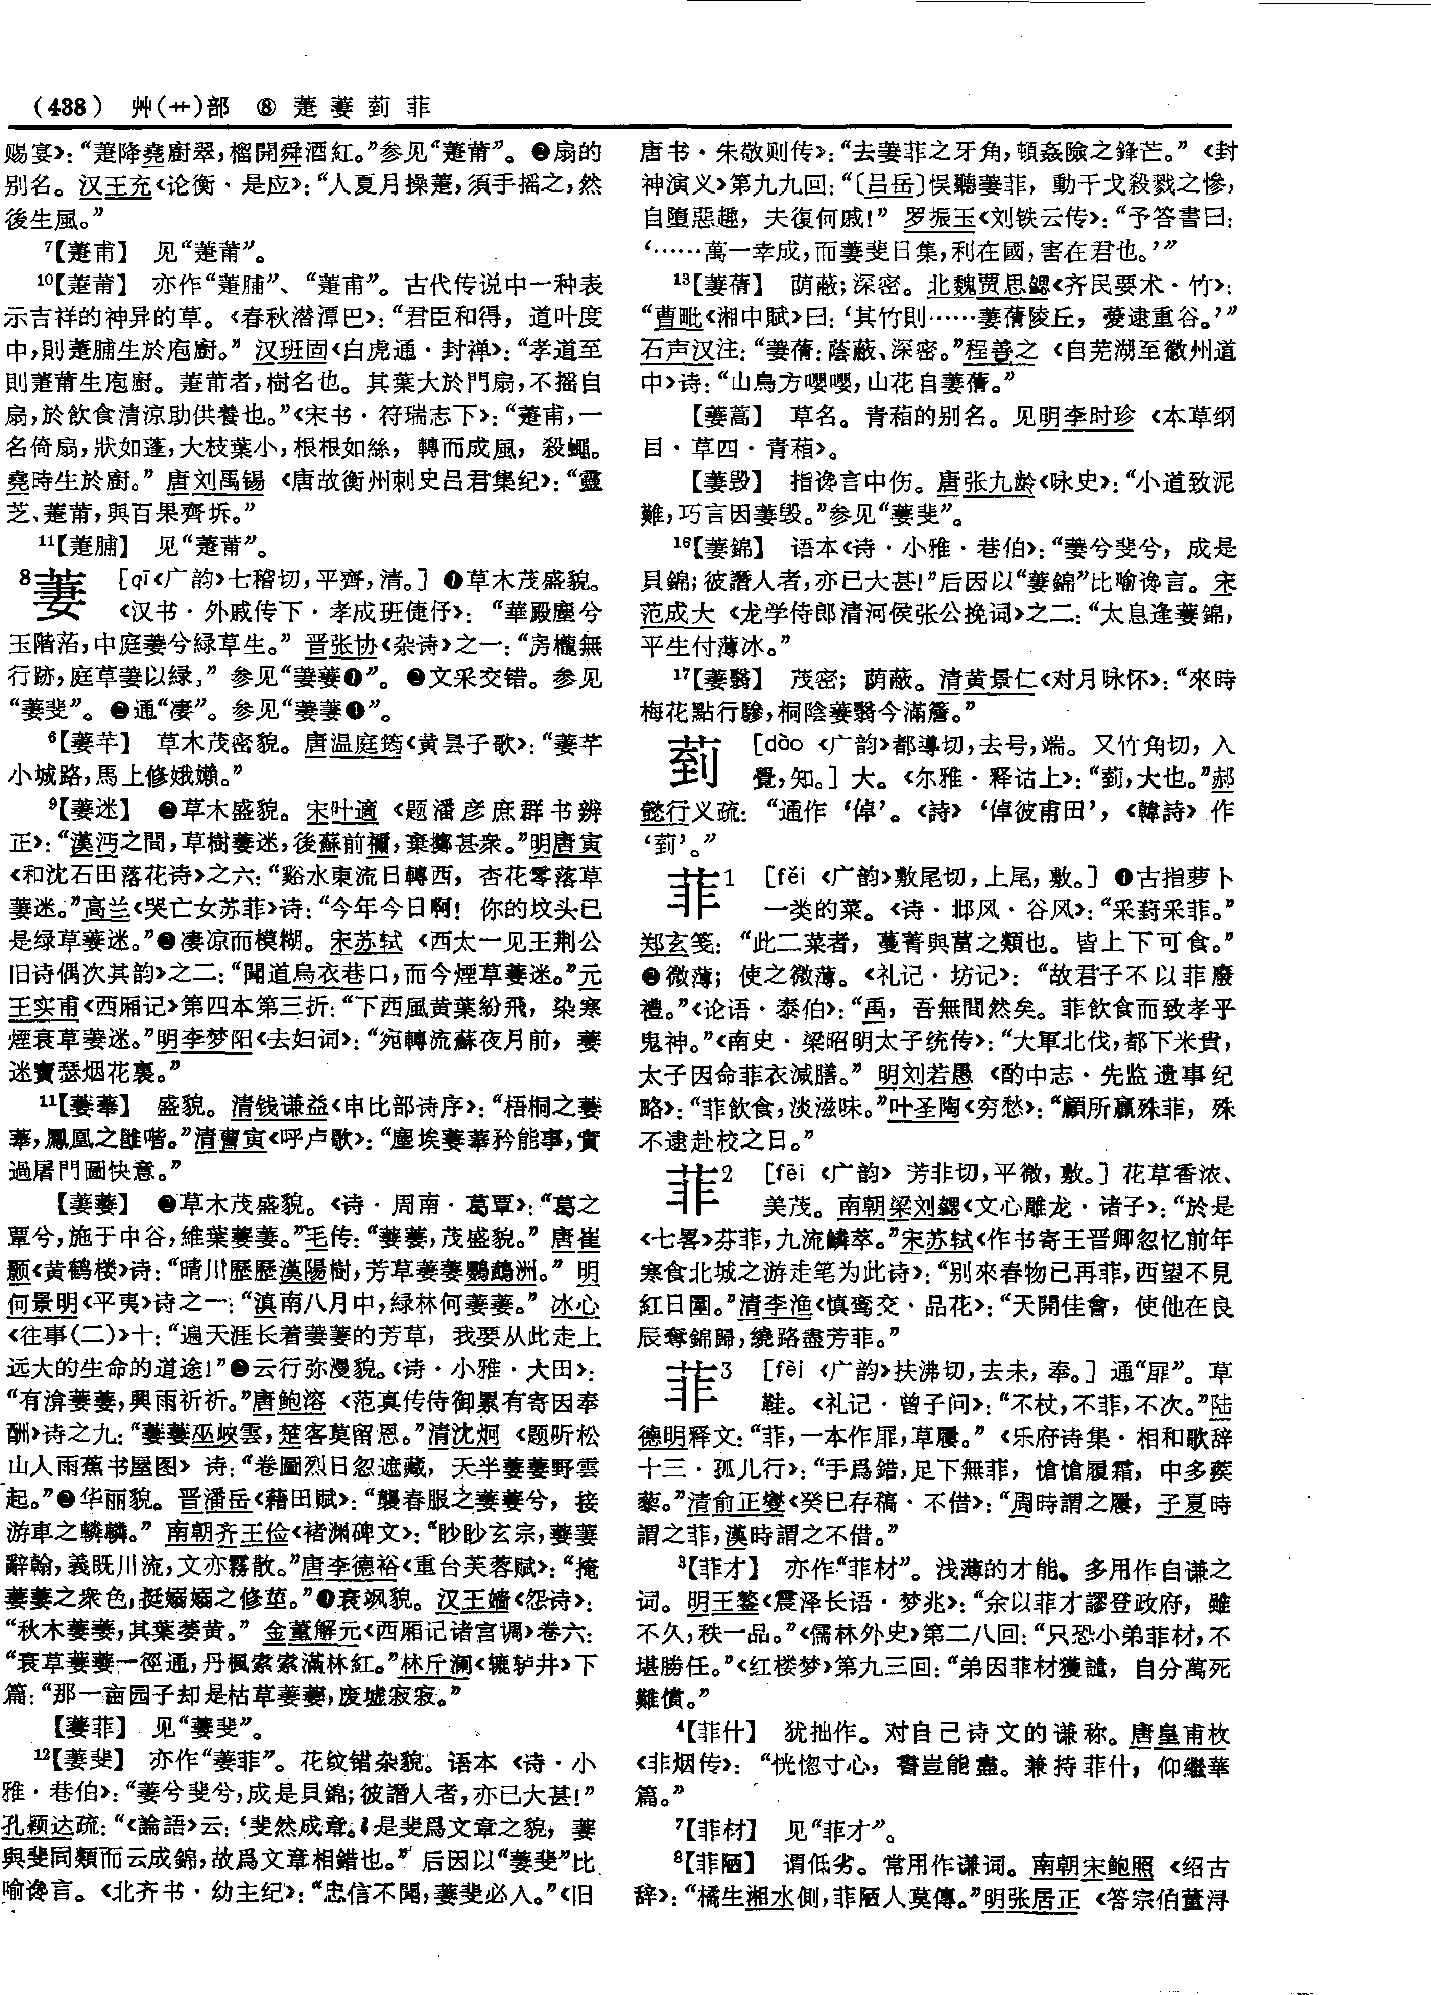 (438) 艸(艹)部 ⑧ 萐萋菿菲
赐宴》：“萐降堯廚翠，榴開舜酒紅。”参见“萐莆”。❷扇的
别名。汉王充《论衡·是应》：“人夏月操萐，須手摇之，然
後生風。”
7【萐甫】 见“萐莆”。
10【萐莆】 亦作“萐脯”、“萐甫”。古代传说中一种表
示吉祥的神异的草。《春秋潜潭巴》：“君臣和得，道叶度
中，則萐脯生於庖廚。”汉班固《白虎通·封禅》：“孝道至
則萐莆生庖廚。萐莆者，樹名也。其葉大於門扇，不摇自
扇，於飲食清涼助供養也。”《宋书·符瑞志下》：“萐甫，一
名倚扇，狀如蓬，大枝葉小，根根如絲，轉而成風，殺蠅。
堯時生於廚。”唐刘禹锡《唐故衡州刺史吕君集纪》：“靈
芝、萐莆，與百果齊坼。”
11【萐脯】 见“萐莆”。
8萋 [qī《广韵》七稽切，平齊，清。] ❶草木茂盛貌。
《汉书·外戚传下·孝成班倢伃》：“華殿塵兮
玉階菭，中庭萋兮緑草生。”晋张协《杂诗》之一：“房櫳無
行跡，庭草萋以緑，”参见“萋萋❶”。❷文采交错。参见
“萋斐”。❸通“凄”。参见“萋萋❶”。
6【萋芊】 草木茂密貌。唐温庭筠《黄昙子歌》：“萋芊
小城路，馬上修娥嬾。”
9【萋迷】 ❶草木盛貌。宋叶適《题潘彦庶群书辨
正》：“漢沔之間，草樹萋迷，後蘇前禰，棄擲甚衆。”明唐寅
《和沈石田落花诗》之六：“谿水東流日轉西，杏花零落草
萋迷。”高兰《哭亡女苏菲》诗：“今年今日啊！你的坟头已
是绿草萋迷。”❷凄凉而模糊。宋苏轼《西太一见王荆公
旧诗偶次其韵》之二：“聞道烏衣巷口，而今煙草萋迷。”元
王实甫《西厢记》第四本第三折：“下西風黄葉紛飛，染寒
煙衰草萋迷。”明李梦阳《去妇词》：“宛轉流蘇夜月前，萋
迷寶瑟烟花裏。”
11【萋菶】 盛貌。清钱谦益《申比部诗序》：“梧桐之萋
菶，鳳凰之雝喈。”清曹寅《呼卢歌》：“塵埃萋菶矜能事，實
過屠門圖快意。”
【萋萋】 ❶草木茂盛貌。《诗·周南·葛覃》：“葛之
覃兮，施于中谷，維葉萋萋。”毛传：“萋萋，茂盛貌。”唐崔
颢《黄鹤楼》诗：“晴川歷歷漢陽樹，芳草萋萋鸚鵡洲。”明
何景明《平夷》诗之一：“滇南八月中，緑林何萋萋。”冰心
《往事(二)》十：“遍天涯长着萋萋的芳草，我要从此走上
远大的生命的道途！”❷云行弥漫貌。《诗·小雅·大田》：
“有渰萋萋，興雨祈祈。”唐鲍溶《范真传侍御累有寄因奉
酬》诗之九：“萋萋巫峽雲，楚客莫留恩。”清沈炯《题听松
山人雨蕉书屋图》诗：“卷圖烈日忽遮藏，天半萋萋野雲
起。”❸华丽貌。晋潘岳《藉田赋》：“襲春服之萋萋兮，接
游車之轔轔。”南朝齐王俭《褚渊碑文》：“眇眇玄宗，萋萋
辭翰，義既川流，文亦霧散。”唐李德裕《重台芙蓉赋》：“掩
萋萋之衆色，挺嫋嫋之修莖。”❹衰飒貌。汉王嫱《怨诗》：
“秋木萋萋，其葉萎黄。”金董解元《西厢记诸宫调》卷六：
“衰草萋萋一徑通，丹楓索索滿林紅。”林斤澜《辘轳井》下
篇：“那一亩园子却是枯草萋萋，废墟寂寂。”
【萋菲】 见“萋斐”。
12【萋斐】 亦作“萋菲”。花纹错杂貌。语本《诗·小
雅·巷伯》：“萋兮斐兮，成是貝錦；彼譖人者，亦已大甚！”
孔颖达疏：“《論語》云：‘斐然成章。’是斐爲文章之貌，萋
與斐同類而云成錦，故爲文章相錯也。”后因以“萋斐”比
喻谗言。《北齐书·幼主纪》：“忠信不聞，萋斐必入。”《旧
唐书·朱敬则传》：“去萋菲之牙角，頓姦險之鋒芒。”《封
神演义》第九九回：“〔吕岳〕悮聽萋菲，動干戈殺戮之慘，
自墮惡趣，夫復何戚！”罗振玉《刘铁云传》：“予答書曰：
‘……萬一幸成，而萋斐日集，利在國，害在君也。’”
13【萋蒨】 荫蔽；深密。北魏贾思勰《齐民要术·竹》：
“曹毗《湘中賦》曰：‘其竹則……萋蒨陵丘，薆逮重谷。’”
石声汉注：“萋蒨：蔭蔽、深密。”程善之《自芜湖至徽州道
中》诗：“山鳥方嚶嚶，山花自萋蒨。”
【萋蒿】 草名。青葙的别名。见明李时珍《本草纲
目·草四·青葙》。
【萋毁】 指谗言中伤。唐张九龄《咏史》：“小道致泥
難，巧言因萋毁。”参见“萋斐”。
16【萋錦】 语本《诗·小雅·巷伯》：“萋兮斐兮，成是
貝錦；彼譖人者，亦已大甚！”后因以“萋錦”比喻谗言。宋
范成大《龙学侍郎清河侯张公挽词》之二：“太息逢萋錦，
平生付薄冰。”
17【萋翳】 茂密；荫蔽。清黄景仁《对月咏怀》：“來時
梅花點行驂，桐陰萋翳今滿簷。”
菿 [dào《广韵》都導切，去号，端。又竹角切，入
覺，知。] 大。《尔雅·释诂上》：“菿，大也。”郝
懿行义疏：“通作‘倬’。《詩》‘倬彼甫田’，《韓詩》作
‘菿’。”
菲1 [fěi《广韵》敷尾切，上尾，敷。] ❶古指萝卜
一类的菜。《诗·邶风·谷风》：“采葑采菲。”
郑玄笺：“此二菜者，蔓菁與葍之類也。皆上下可食。”
❷微薄；使之微薄。《礼记·坊记》：“故君子不以菲廢
禮。”《论语·泰伯》：“禹，吾無間然矣。菲飲食而致孝乎
鬼神。”《南史·梁昭明太子统传》：“大軍北伐，都下米貴，
太子因命菲衣減膳。”明刘若愚《酌中志·先监遗事纪
略》：“菲飲食，淡滋味。”叶圣陶《穷愁》：“顧所贏殊菲，殊
不逮赴校之日。”
菲2 [fēi《广韵》芳非切，平微，敷。] 花草香浓、
美茂。南朝梁刘勰《文心雕龙·诸子》：“於是
《七畧》芬菲，九流鱗萃。”宋苏轼《作书寄王晋卿忽忆前年
寒食北城之游走笔为此诗》：“别來春物已再菲，西望不見
紅日圍。”清李渔《慎鸾交·品花》：“天開佳會，使他在良
辰奪錦歸，繞路盡芳菲。”
菲3 [fèi《广韵》扶沸切，去未，奉。] 通“屝”。草
鞋。《礼记·曾子问》：“不杖，不菲，不次。”陆
德明释文：“菲，一本作屝，草屨。”《乐府诗集·相和歌辞
十三·孤儿行》：“手爲錯，足下無菲，愴愴履霜，中多蒺
藜。”清俞正燮《癸巳存稿·不借》：“周時謂之屨，子夏時
謂之菲，漢時謂之不借。”
3【菲才】 亦作“菲材”。浅薄的才能。多用作自谦之
词。明王鏊《震泽长语·梦兆》：“余以菲才謬登政府，雖
不久，秩一品。”《儒林外史》第二八回：“只恐小弟菲材，不
堪勝任。”《红楼梦》第九三回：“弟因菲材獲譴，自分萬死
難償。”
4【菲什】 犹拙作。对自己诗文的谦称。唐皇甫枚
《非烟传》：“恍惚寸心，書豈能盡。兼持菲什，仰繼華
篇。”
7【菲材】 见“菲才”。
8【菲陋】 谓低劣。常用作谦词。南朝宋鲍照《绍古
辞》：“橘生湘水側，菲陋人莫傳。”明张居正《答宗伯董浔